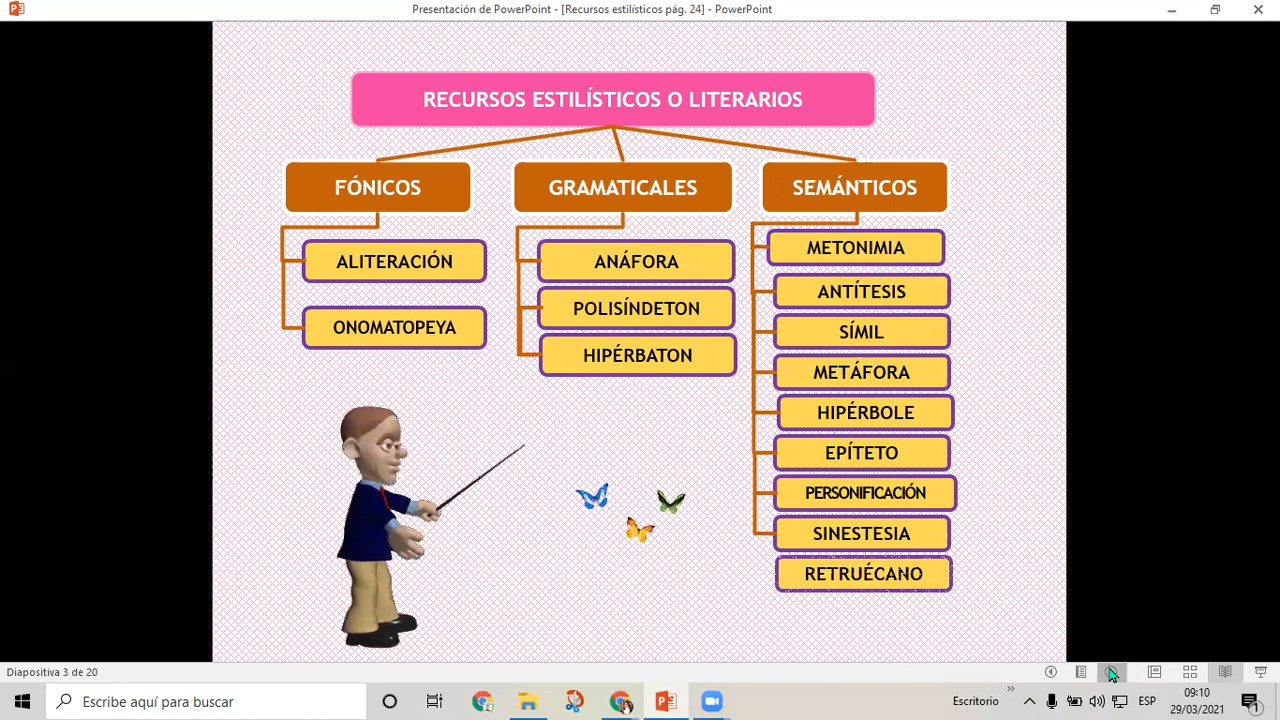 Presentación de PowerPoint - [Recursos estilísticos pág. 24] - PowerPoint
RECURSOS ESTILÍSTICOS O LITERARIOS
FÓNICOS
ALITERACIÓN
ONOMATOPEYA
GRAMATICALES
ANÁFORA
POLISÍNDETON
HIPÉRBATON
SEMÁNTICOS
METONIMIA
ANTÍTESIS
SÍMIL
METÁFORA
HIPÉRBOLE
EPÍTETO
PERSONIFICACIÓN
SINESTESIA
RETRUÉCANO
Diapositiva 3 de 20
Escribe aquí para buscar
Escritorio
ESP
09:10
29/03/2021